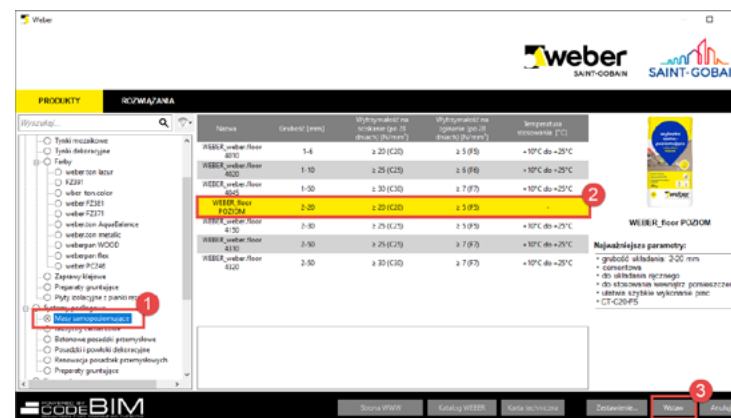 Weber
weber
SAINT-GOBAIN
SAINT-GOBAIN
PRODUKTY ROZWIĄZANIA
Wyszukaj...
Nazwa Grubość [mm] Wytrzymałość na ściskanie (po 28 dniach) [N/mm²] Wytrzymałość na zginanie (po 28 dniach) [N/mm²] Temperatura stosowania [°C]
WEBER_weber.floor 4010 1-6 ≥ 20 (C20) ≥ 5 (F5) +10°C do +25°C
WEBER_weber.floor 4020 1-10 ≥ 25 (C25) ≥ 6 (F6) +10°C do +25°C
WEBER_weber.floor 4045 1-50 ≥ 30 (C30) ≥ 7 (F7) +10°C do +25°C
WEBER_floor POZIOM 2-20 ≥ 20 (C20) ≥ 5 (F5) -
WEBER_weber.floor 4150 2-30 ≥ 25 (C25) ≥ 5 (F5) +10°C do +25°C
WEBER_weber.floor 4310 2-50 ≥ 25 (C25) ≥ 7 (F7) +10°C do +25°C
WEBER_weber.floor 4320 2-50 ≥ 30 (C30) ≥ 7 (F7) +10°C do +25°C
Tynki mozaikowe
Tynki dekoracyjne
Farby
weber.ton lazur
FZ391
wber ton.color
weber FZ381
weber FZ371
weber.ton AquaBalance
weber.ton metalic
weberpan WOOD
weberpan flex
weber PC246
Zaprawy klejowe
Preparaty gruntujące
Płyty izolacyjne z pianki
Systemy podłogowe
Masy samopoziomujące
Betonowe posadzki przemysłowe
Posadzki i powłoki dekoracyjne
Renowacja posadzek przemysłowych
Preparaty gruntujące
1
2
3
weber
WEBER_floor POZIOM
Najważniejsze parametry:
* grubość układania: 2-20 mm
* cementowa
* do układania ręcznego
* do stosowania wewnątrz pomieszczeń
* ułatwia szybkie wykonanie prac
* CT-C20-F5
POWERED BY
CODEBIM
Strona WWW Katalog WEBER Karta techniczna Zestawienie... Wstaw Anuluj